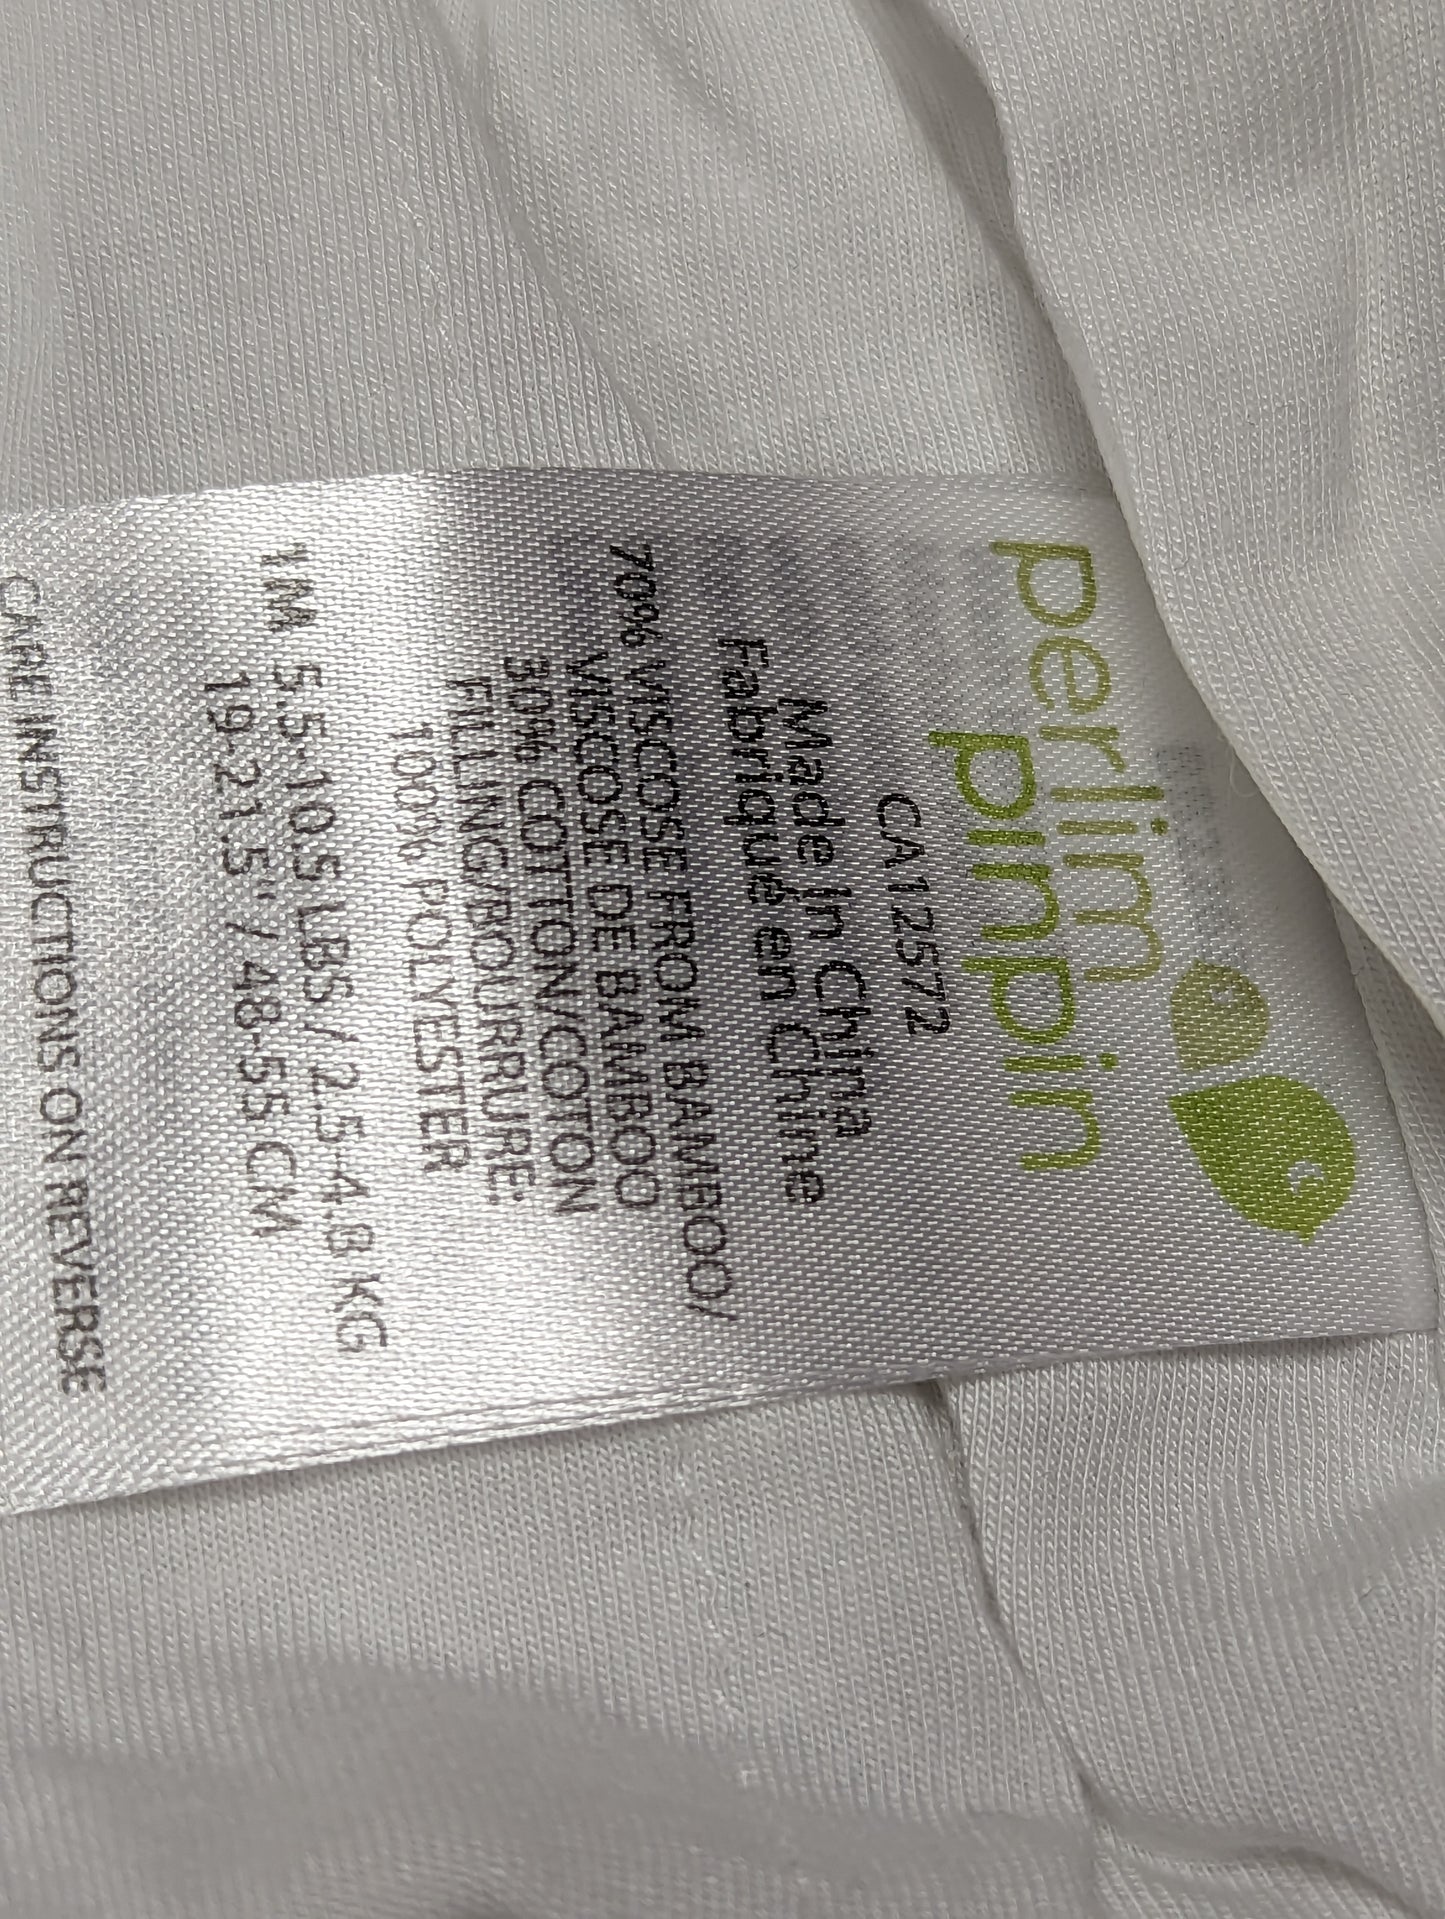 perlim
pinpin
CA12572
Made In China
Fabriqué en Chine
70% VISCOSE FROM BAMBOO/
VISCOSE DE BAMBOO
30% COTTON/COTON
FILLING/BOURRURE:
100% POLYESTER
1M 5.5-10.5 LBS / 2.5-4.8 KG
19-21.5" / 48-55 CM
CARE INSTRUCTIONS ON REVERSE